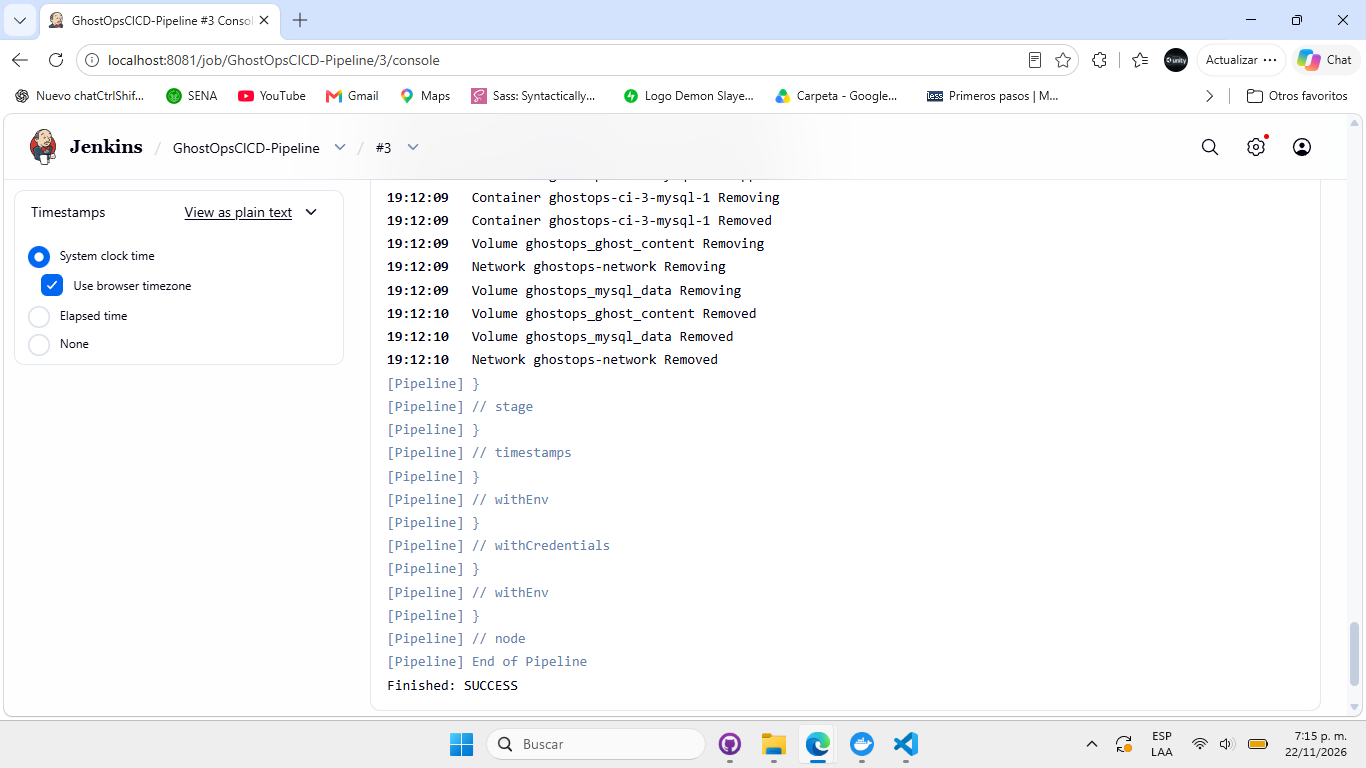 GhostOpsCICD-Pipeline #3 Conso
localhost:8081/job/GhostOpsCICD-Pipeline/3/console
unity
Actualizar
Chat
Nuevo chatCtrlShif...
SENA
YouTube
Gmail
Maps
Sass: Syntactically...
Logo Demon Slaye...
Carpeta - Google...
less
Primeros pasos | M...
Otros favoritos
Jenkins / GhostOpsCICD-Pipeline / #3
Timestamps
View as plain text
System clock time
Use browser timezone
Elapsed time
None
19:12:09 Container ghostops-ci-3-mysql-1 Removing
19:12:09 Container ghostops-ci-3-mysql-1 Removed
19:12:09 Volume ghostops_ghost_content Removing
19:12:09 Network ghostops-network Removing
19:12:09 Volume ghostops_mysql_data Removing
19:12:10 Volume ghostops_ghost_content Removed
19:12:10 Volume ghostops_mysql_data Removed
19:12:10 Network ghostops-network Removed
[Pipeline] }
[Pipeline] // stage
[Pipeline] }
[Pipeline] // timestamps
[Pipeline] }
[Pipeline] // withEnv
[Pipeline] }
[Pipeline] // withCredentials
[Pipeline] }
[Pipeline] // withEnv
[Pipeline] }
[Pipeline] // node
[Pipeline] End of Pipeline
Finished: SUCCESS
Buscar
ESP
LAA
7:15 p. m.
22/11/2026